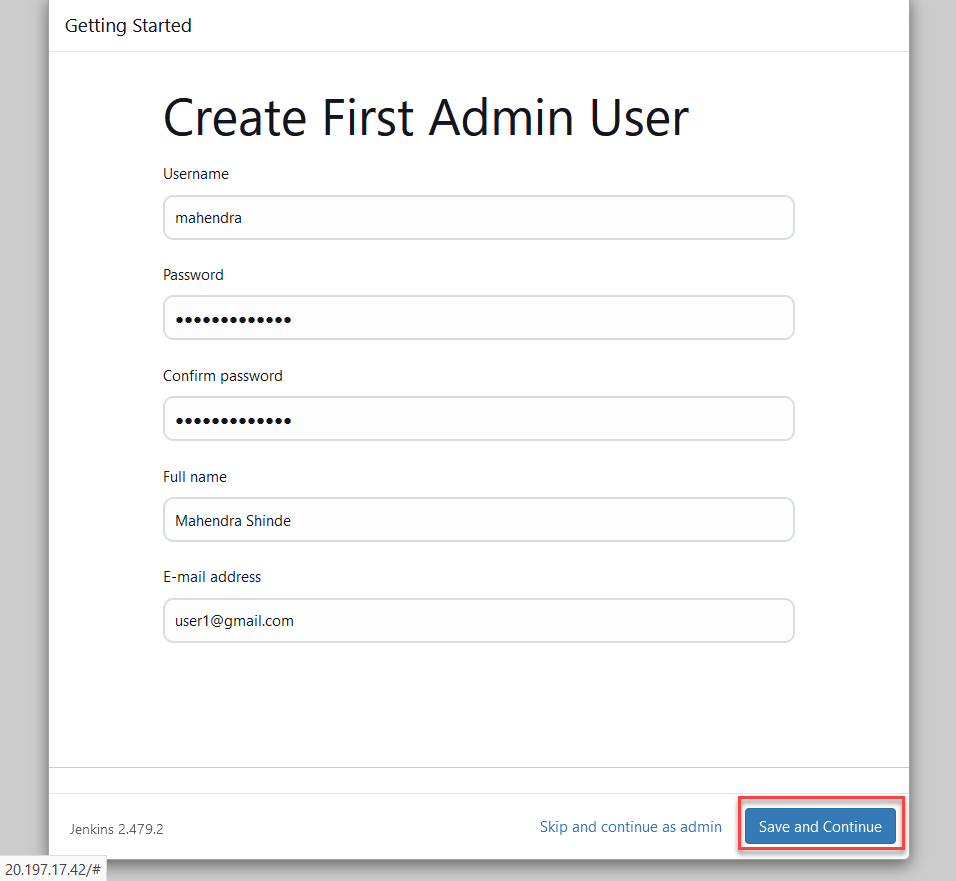 Getting Started
Create First Admin User
Username
mahendra
Password
•••••••••••••
Confirm password
•••••••••••••
Full name
Mahendra Shinde
E-mail address
user1@gmail.com
Jenkins 2.479.2
Skip and continue as admin
Save and Continue
20.197.17.42/#